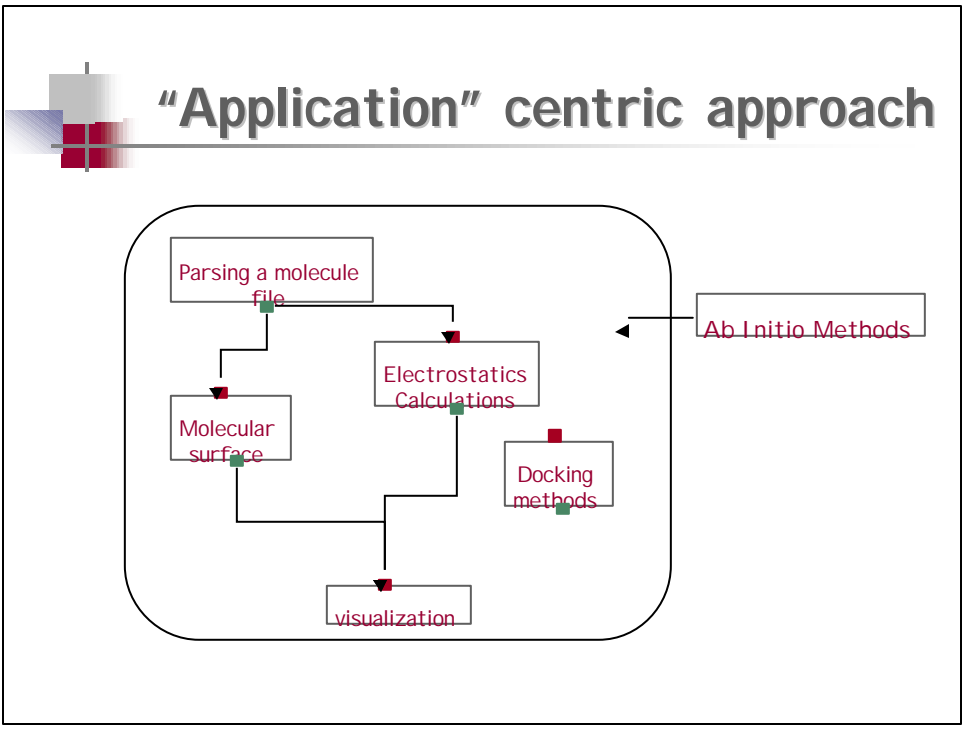 “Application” centric approach
Parsing a molecule
file
Ab Initio Methods
Electrostatics
Calculations
Molecular
surface
Docking
methods
visualization